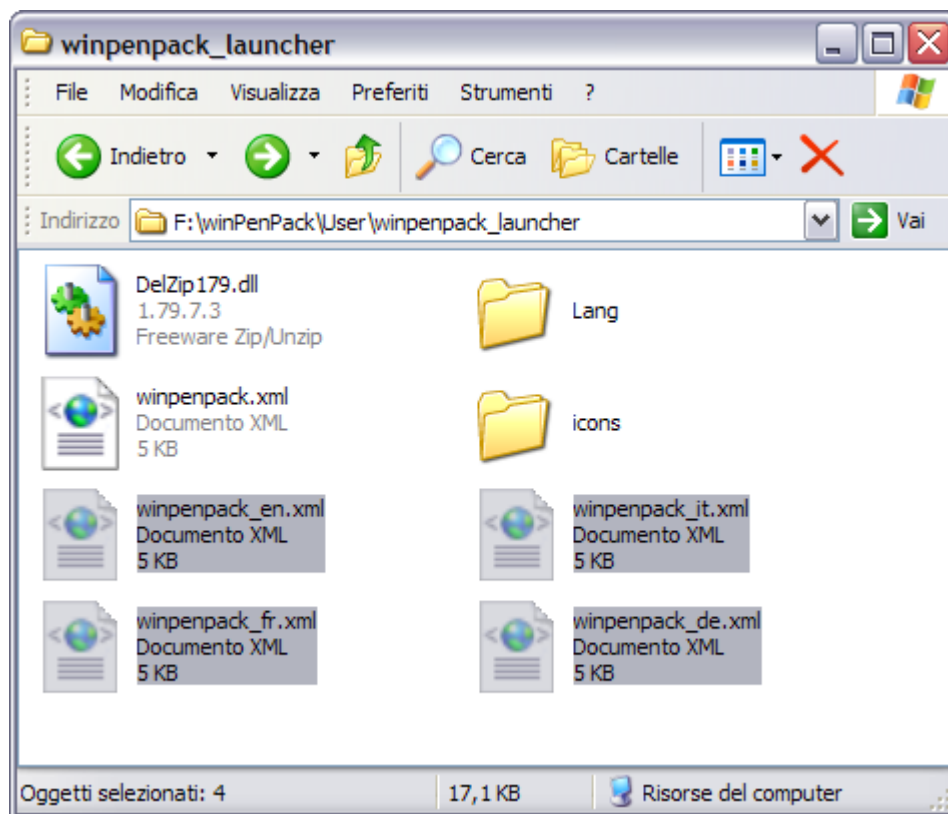 winpenpack_launcher
File Modifica Visualizza Preferiti Strumenti ?
Indietro Cerca Cartelle
Indirizzo F:\winPenPack\User\winpenpack_launcher Vai
DelZip179.dll
1.79.7.3
Freeware Zip/Unzip
Lang
winpenpack.xml
Documento XML
5 KB
icons
winpenpack_en.xml
Documento XML
5 KB
winpenpack_it.xml
Documento XML
5 KB
winpenpack_fr.xml
Documento XML
5 KB
winpenpack_de.xml
Documento XML
5 KB
Oggetti selezionati: 4 17,1 KB Risorse del computer